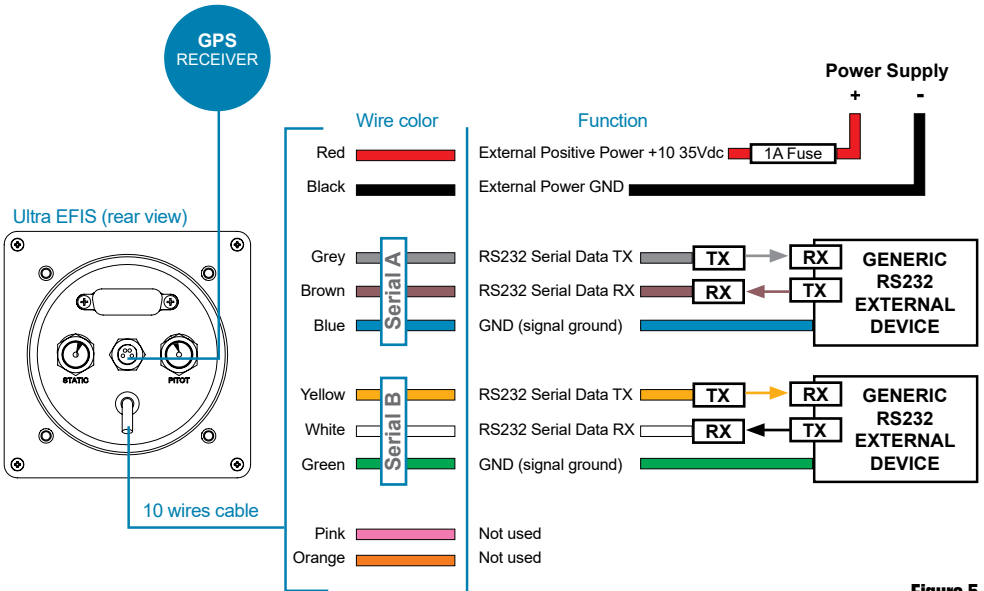 GPS
RECEIVER
Power Supply
+ -
Wire color Function
Red External Positive Power +10 35Vdc 1A Fuse
Black External Power GND
Ultra EFIS (rear view)
STATIC PITOT
Serial A
Grey RS232 Serial Data TX TX RX
Brown RS232 Serial Data RX RX TX
Blue GND (signal ground)
GENERIC
RS232
EXTERNAL
DEVICE
Serial B
Yellow RS232 Serial Data TX TX RX
White RS232 Serial Data RX RX TX
Green GND (signal ground)
GENERIC
RS232
EXTERNAL
DEVICE
10 wires cable
Pink Not used
Orange Not used
Figure 5